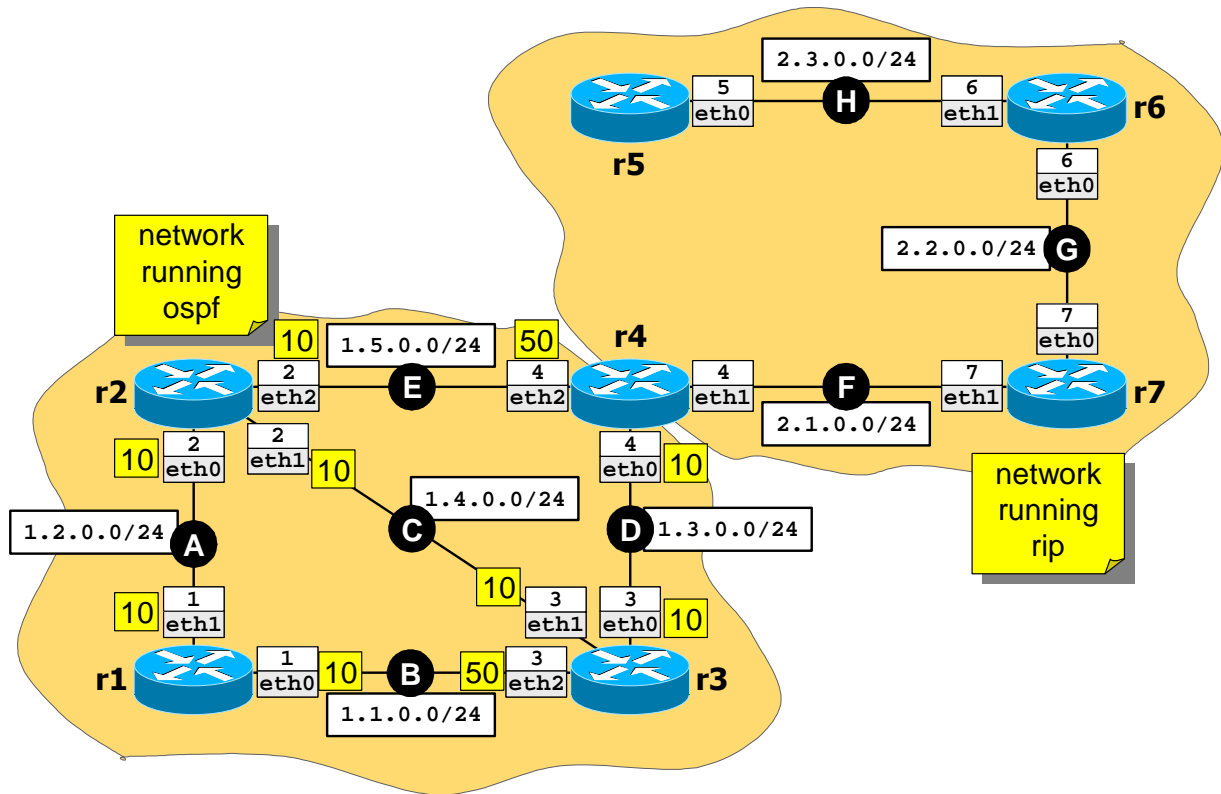 2.3.0.0/24
5
eth0
H
6
eth1
r6
r5
6
eth0
2.2.0.0/24
G
network
running
ospf
7
eth0
10
1.5.0.0/24
50
r4
r2
2
eth2
E
4
eth2
4
eth1
F
7
eth1
r7
2.1.0.0/24
10
2
eth0
2
eth1
10
4
eth0
10
network
running
rip
1.4.0.0/24
C
1.2.0.0/24
A
D
1.3.0.0/24
10
10
1
eth1
3
eth1
3
eth0
10
r1
1
eth0
10
B
50
3
eth2
r3
1.1.0.0/24